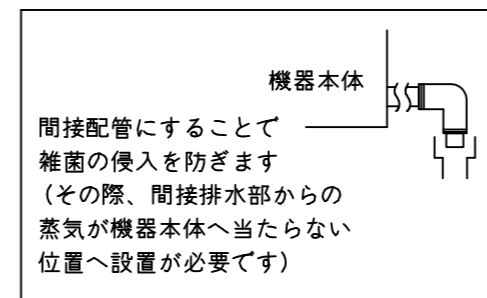 機器本体
間接配管にすることで
雑菌の侵入を防ぎます
（その際、間接排水部からの
蒸気が機器本体へ当たらない
位置へ設置が必要です）